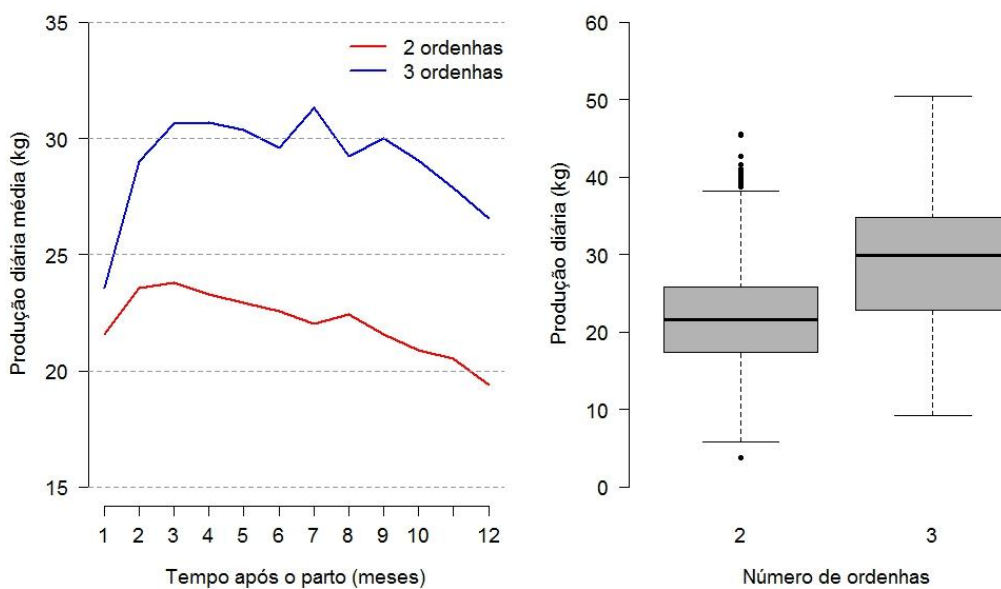 35
30
25
20
15
Produção diária média (kg)
2 ordenhas
3 ordenhas
1 2 3 4 5 6 7 8 9 10 12
Tempo após o parto (meses)
60
50
40
30
20
10
0
Produção diária (kg)
2 3
Número de ordenhas